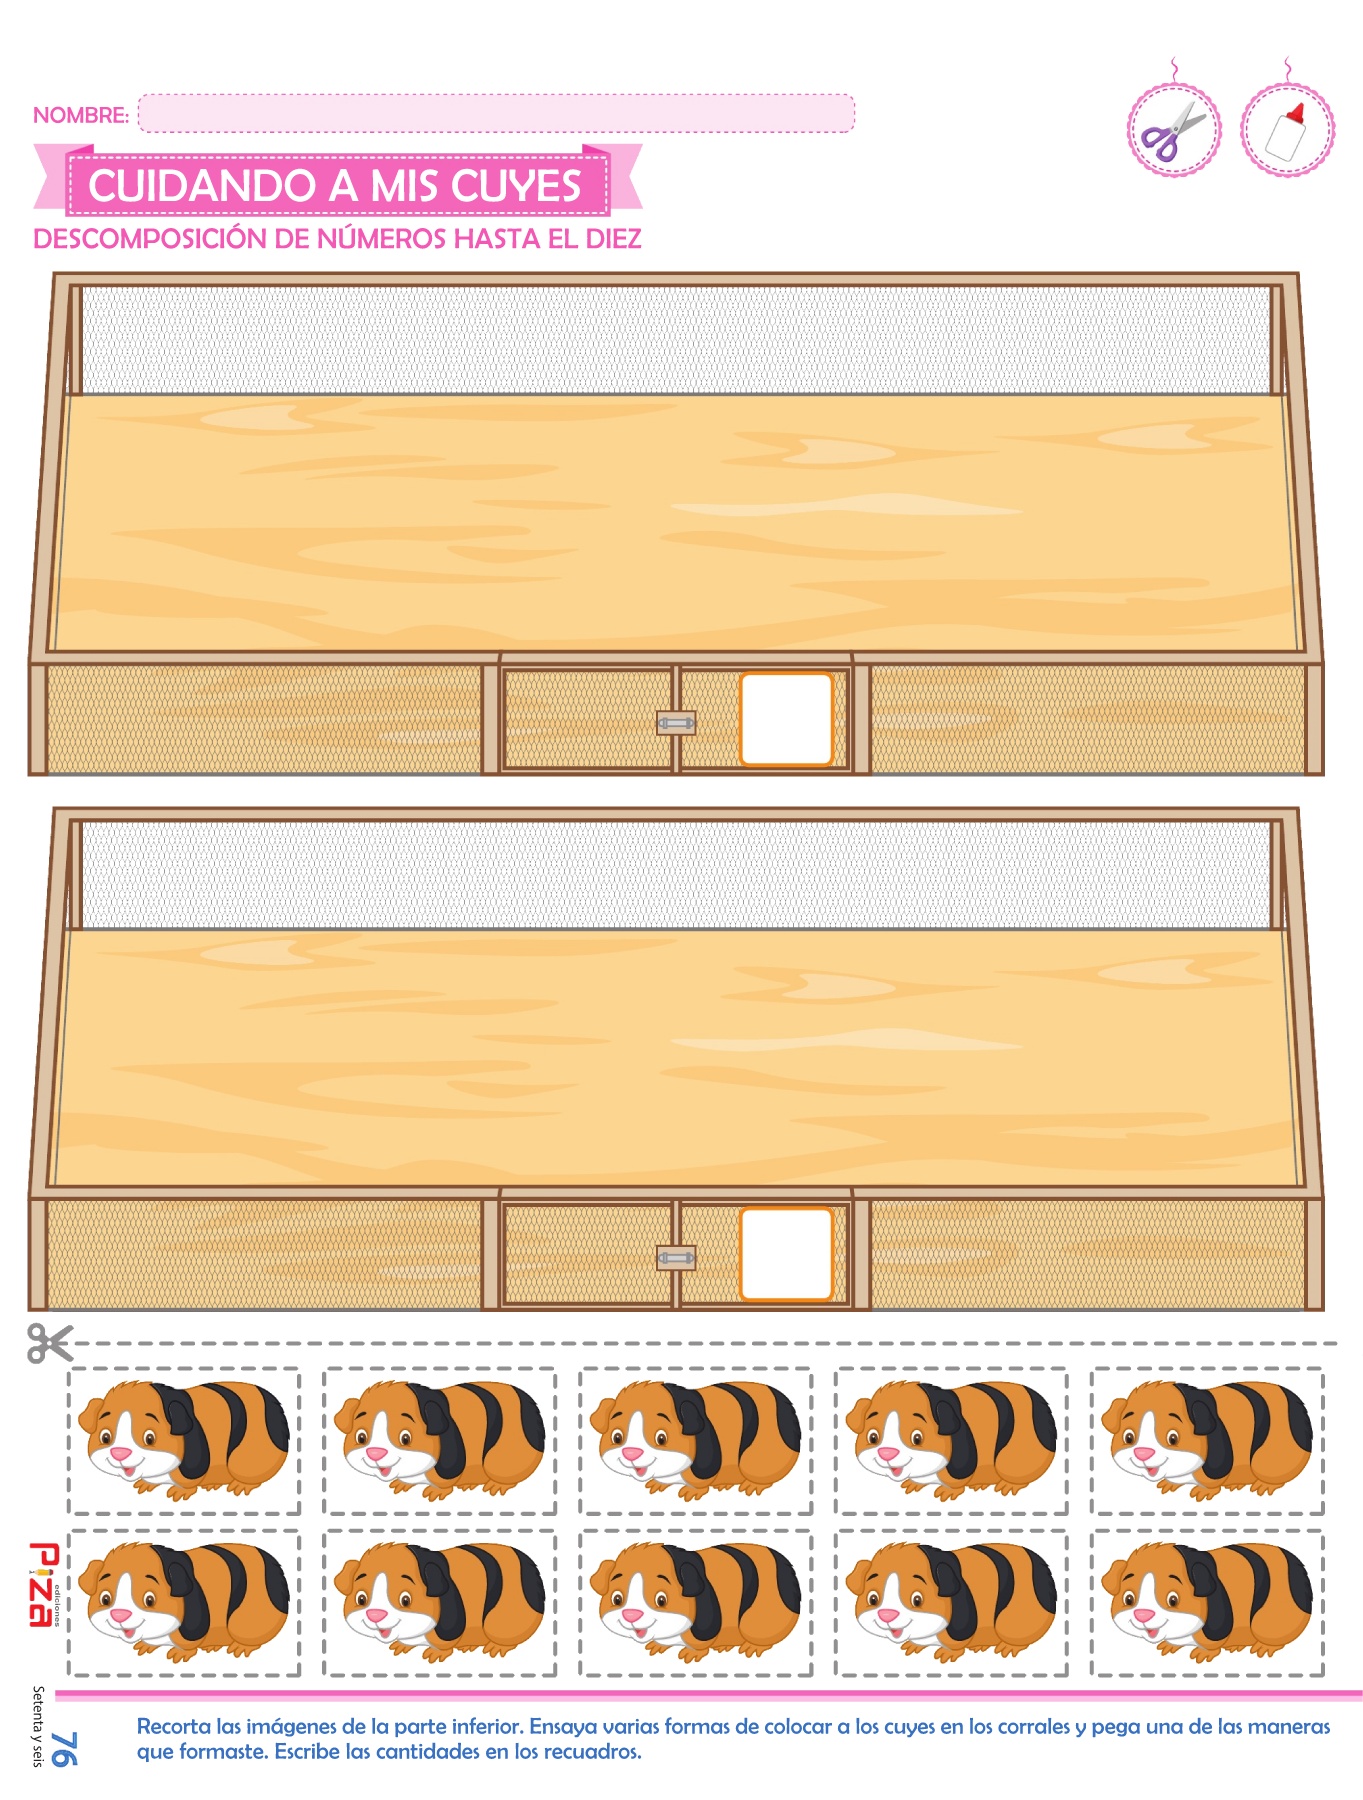 NOMBRE:
CUIDANDO A MIS CUYES
DESCOMPOSICIÓN DE NÚMEROS HASTA EL DIEZ
PIZA
ediciones
Setenta y seis
76
Recorta las imágenes de la parte inferior. Ensaya varias formas de colocar a los cuyes en los corrales y pega una de las maneras
que formaste. Escribe las cantidades en los recuadros.